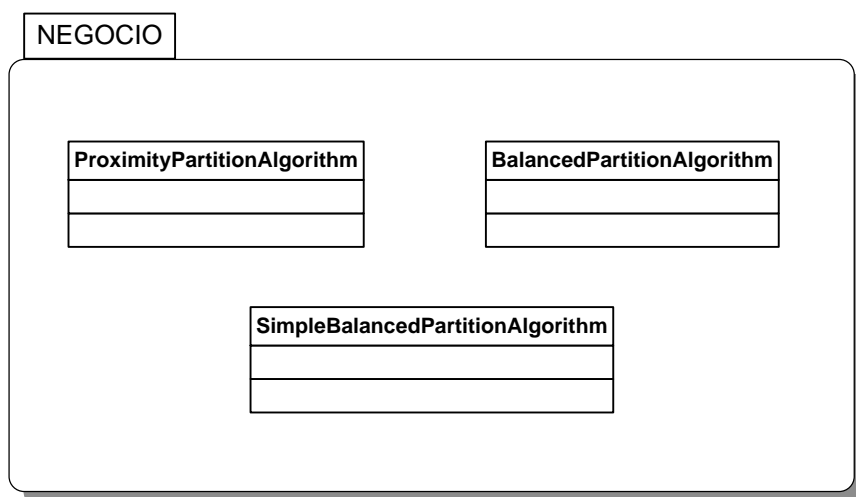 NEGOCIO
ProximityPartitionAlgorithm
BalancedPartitionAlgorithm
SimpleBalancedPartitionAlgorithm